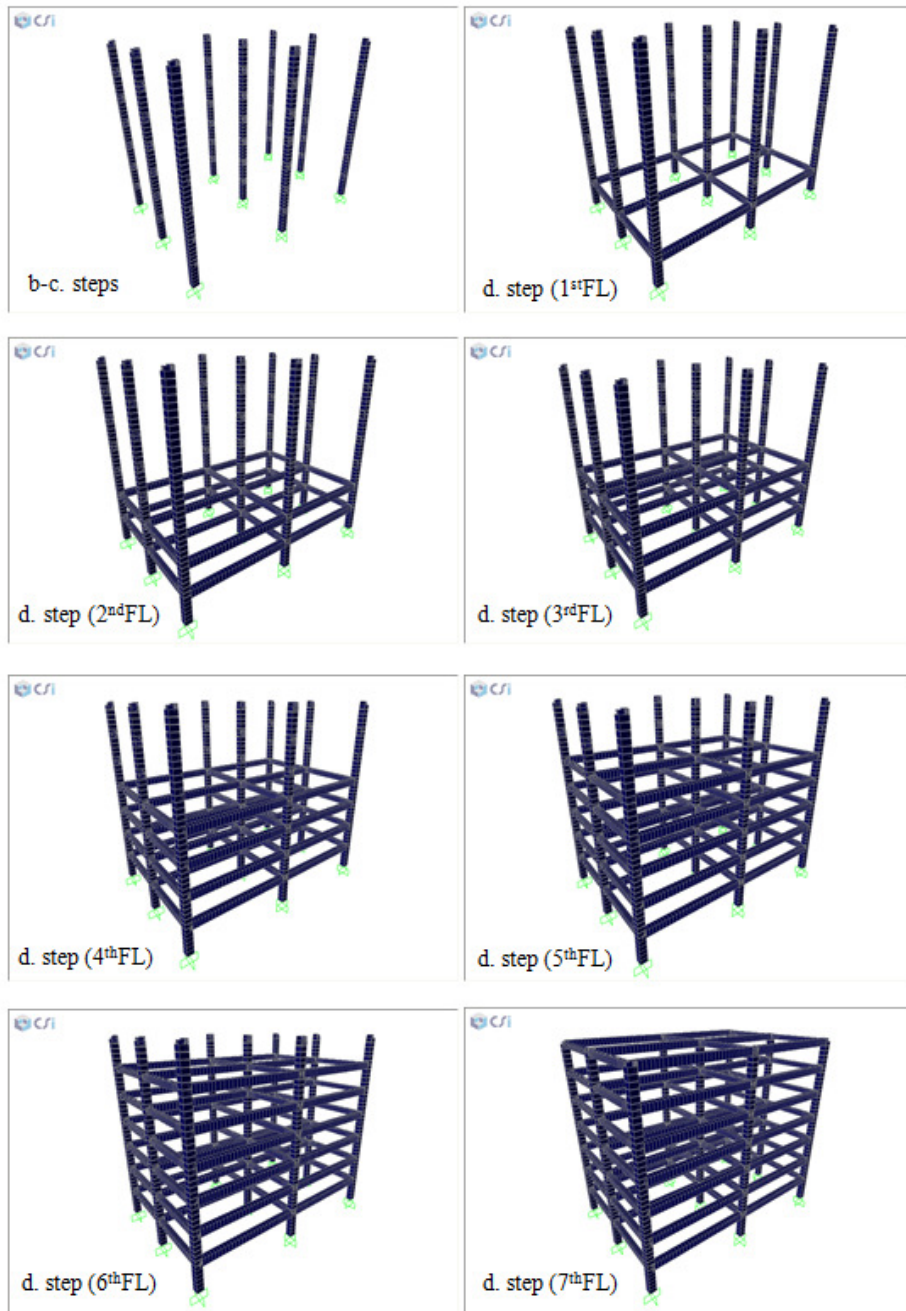 CSi
CSi
b-c. steps
d. step (1stFL)
CSi
CSi
d. step (2ndFL)
d. step (3rdFL)
CSi
CSi
d. step (4thFL)
d. step (5thFL)
CSi
CSi
d. step (6thFL)
d. step (7thFL)